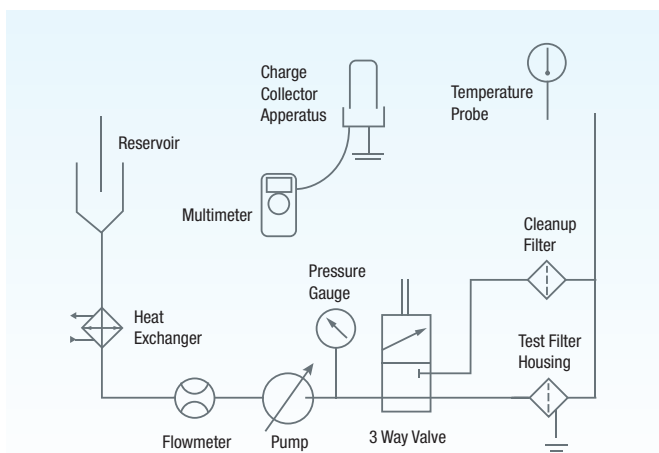 Charge
Collector
Apparatus
Temperature
Probe
Reservoir
Multimeter
Cleanup
Filter
Pressure
Gauge
Heat
Exchanger
Test Filter
Housing
Flowmeter
Pump
3 Way Valve